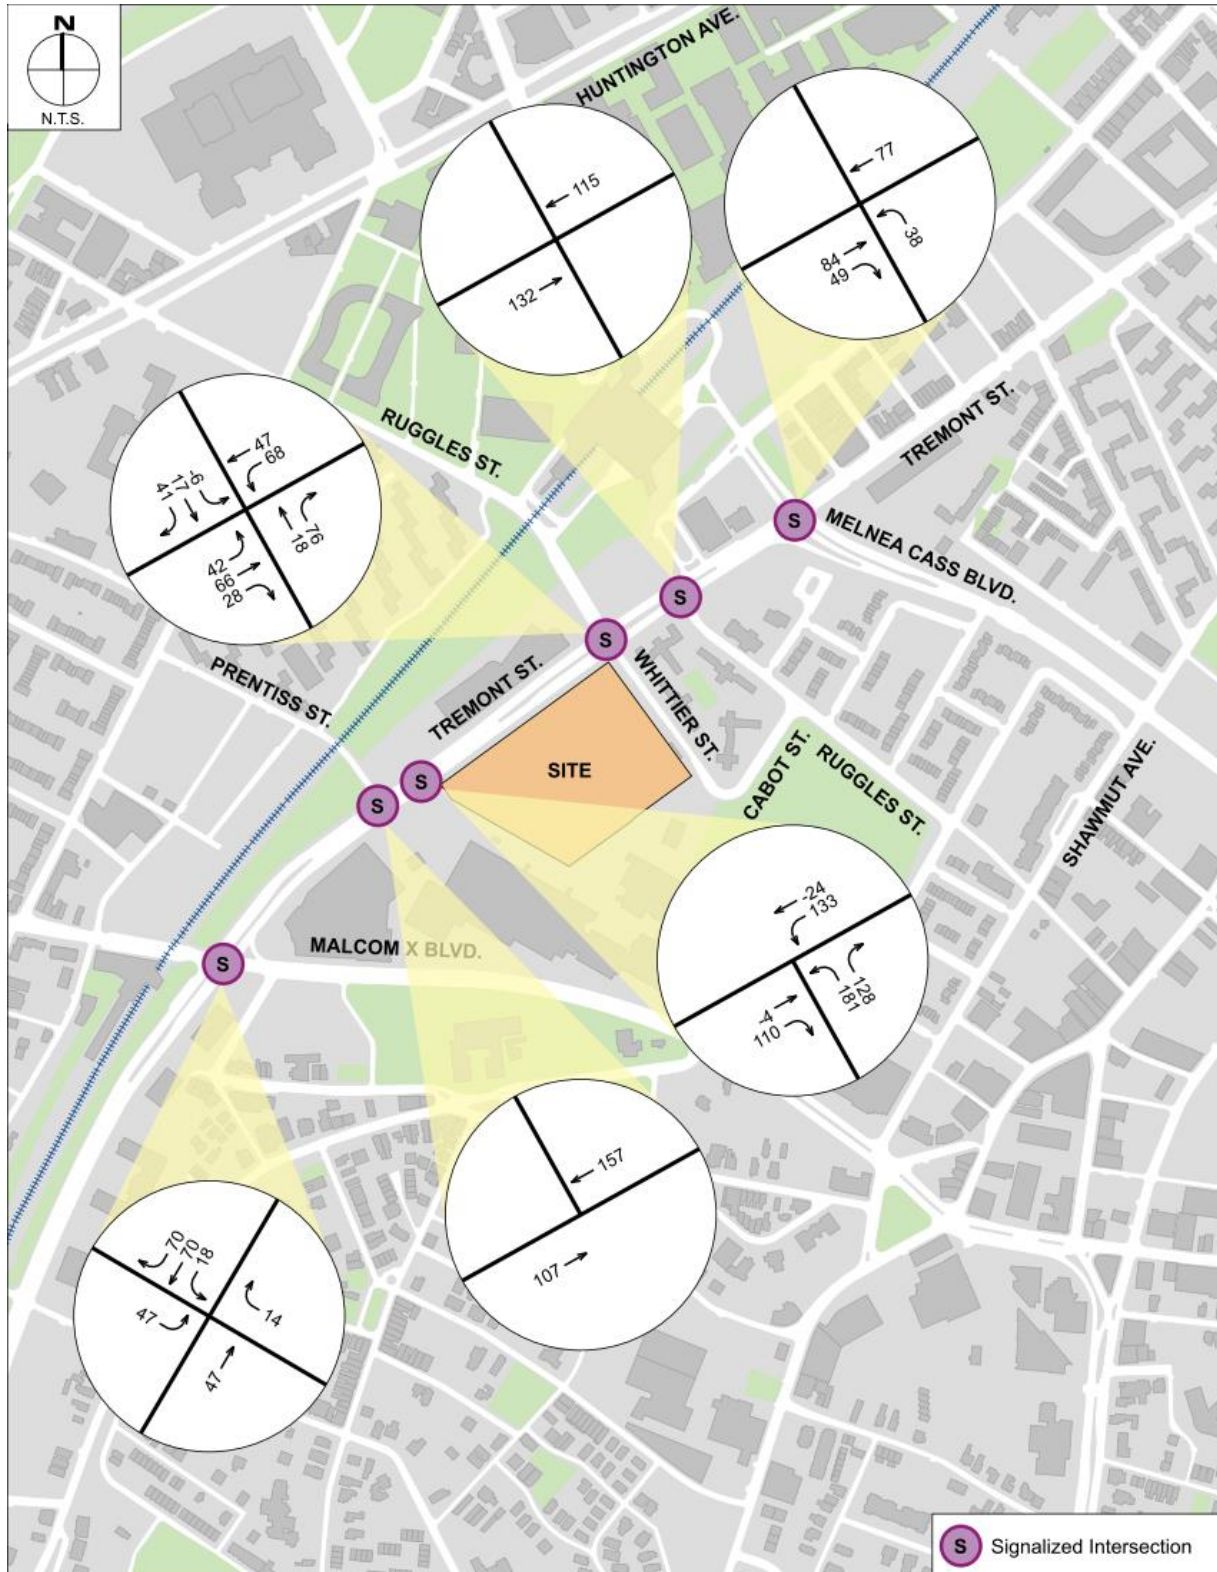 N
N.T.S.
HUNTINGTON AVE.
77
38
84
49
115
132
TREMONT ST.
RUGGLES ST.
47
68
-6
17
41
76
18
42
66
28
S
MELNEA CASS BLVD.
S
S
PRENTISS ST.
TREMONT ST.
WHITTIER ST.
SITE
CABOT ST.
RUGGLES ST.
SHAWMUT AVE.
S
S
-24
133
128
181
-4
110
MALCOM X BLVD.
S
157
107
70
70
18
47
14
47
S Signalized Intersection